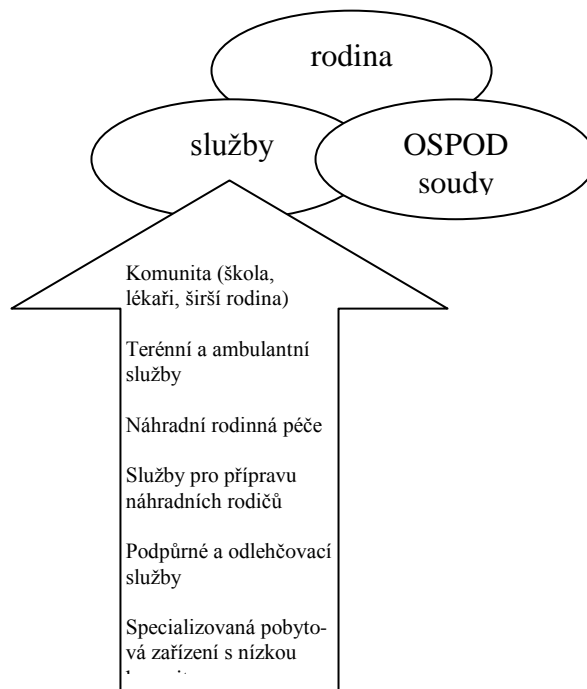 rodina
služby
OSPOD
soudy
Komunita (škola,
lékaři, širší rodina)
Terénní a ambulantní
služby
Náhradní rodinná péče
Služby pro přípravu
náhradních rodičů
Podpůrné a odlehčovací
služby
Specializovaná pobyto-
vá zařízení s nízkou